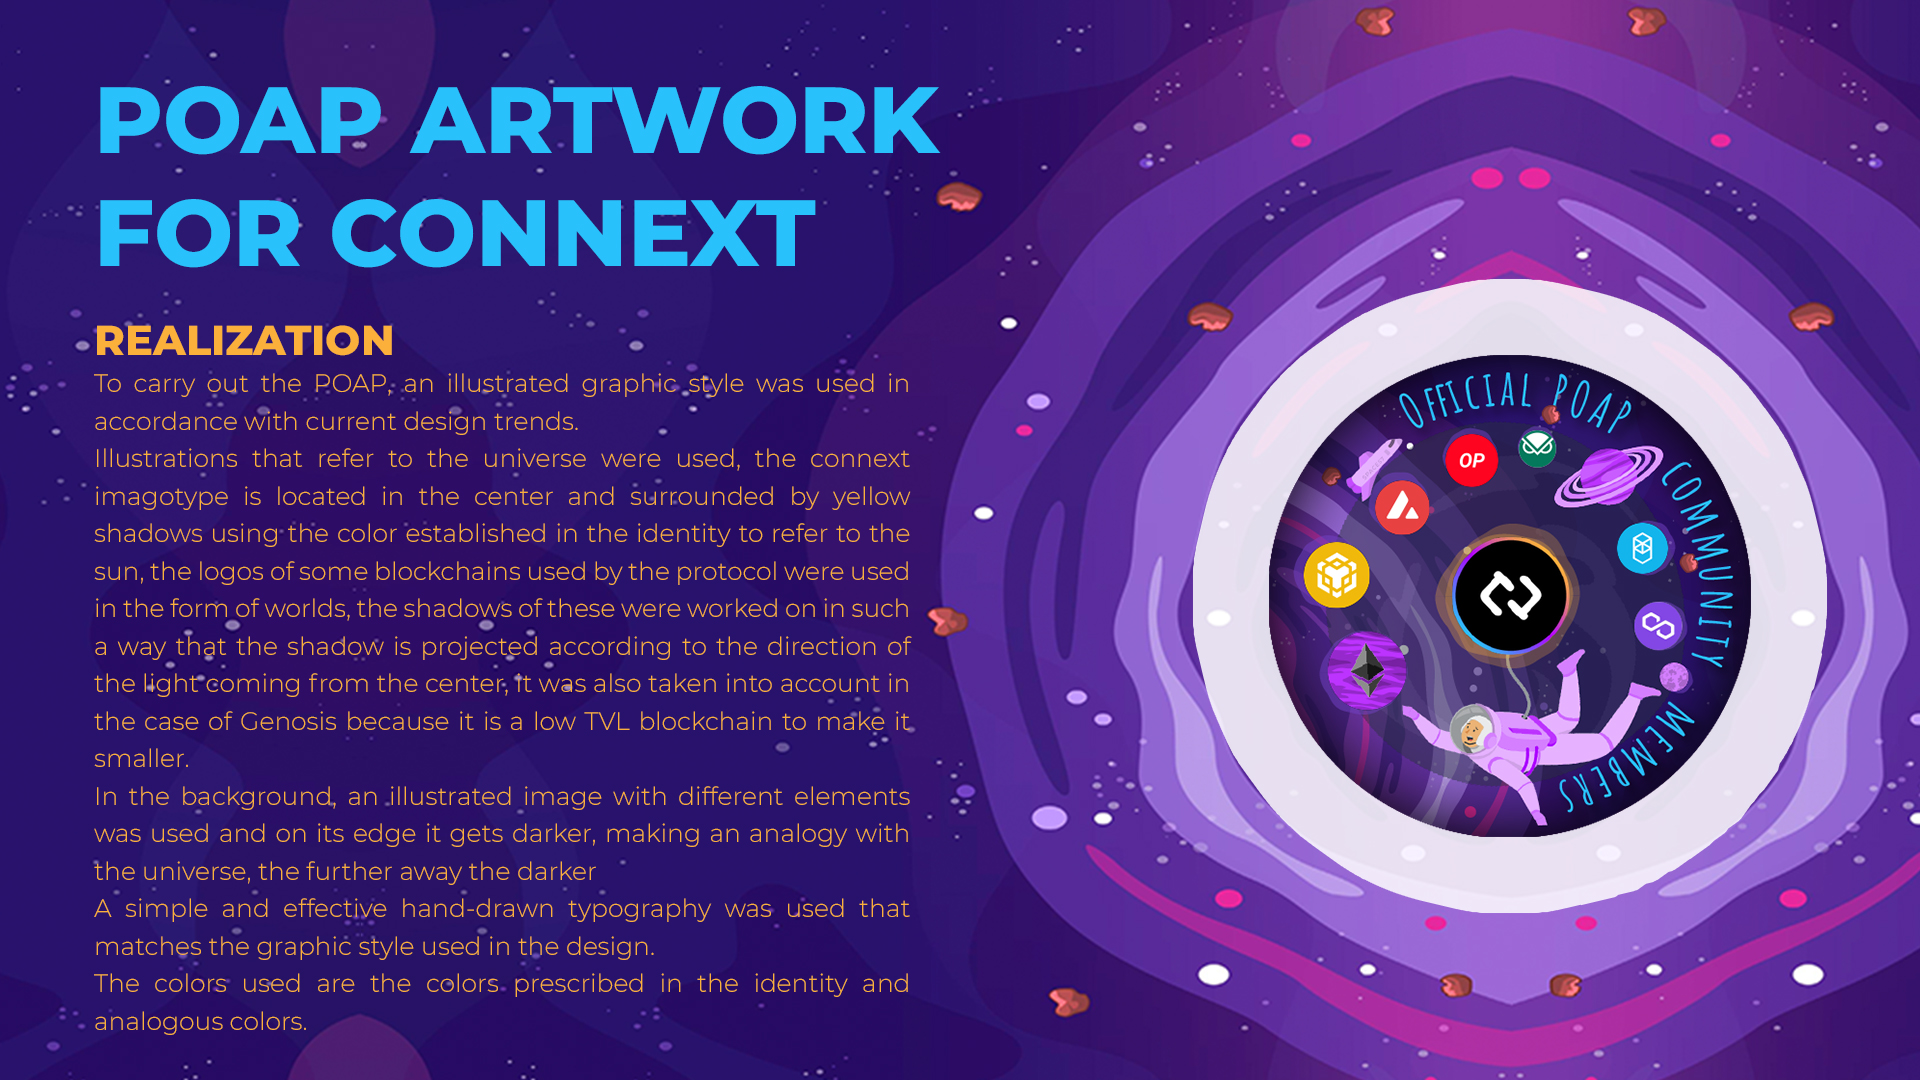 POAP ARTWORK
FOR CONNEXT
REALIZATION
To carry out the POAP, an illustrated graphic style was used in
accordance with current design trends.
Illustrations that refer to the universe were used, the connext
imagotype is located in the center and surrounded by yellow
shadows using the color established in the identity to refer to the
sun, the logos of some blockchains used by the protocol were used
in the form of worlds, the shadows of these were worked on in such
a way that the shadow is projected according to the direction of
the light coming from the center, it was also taken into account in
the case of Genosis because it is a low TVL blockchain to make it
smaller.
In the background, an illustrated image with different elements
was used and on its edge it gets darker, making an analogy with
the universe, the further away the darker
A simple and effective hand-drawn typography was used that
matches the graphic style used in the design.
The colors used are the colors prescribed in the identity and
analogous colors.
OFFICIAL POAP
COMMUNITY
MEMBERS
OP